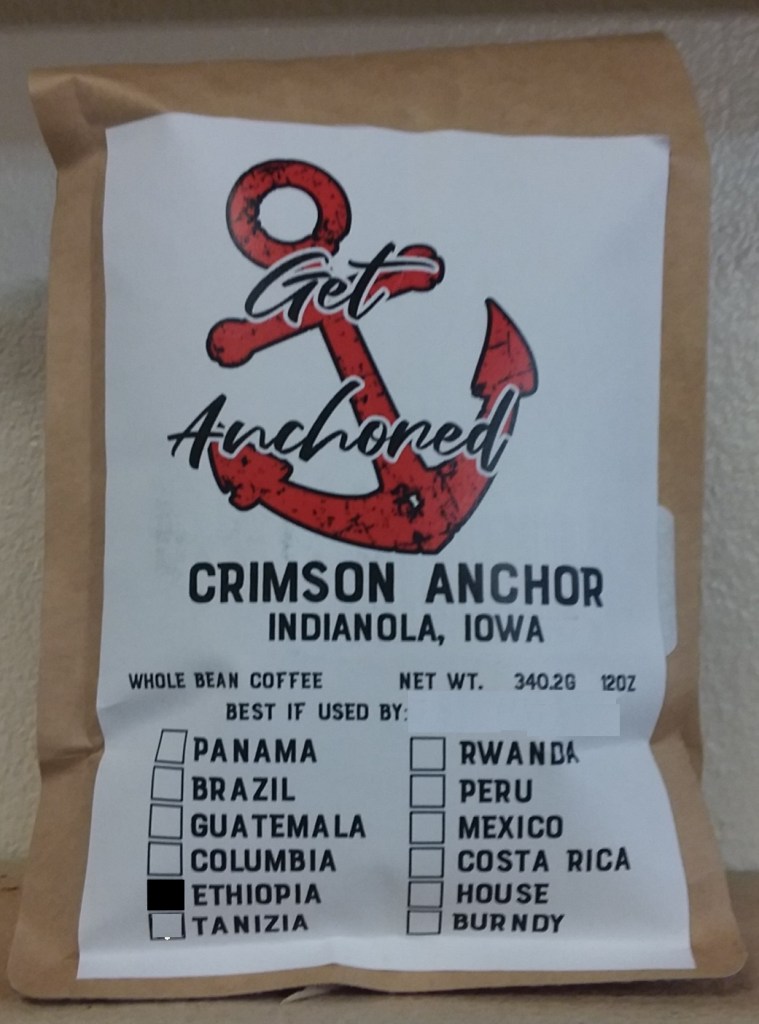 Get
Anchored
CRIMSON ANCHOR
INDIANOLA, IOWA
WHOLE BEAN COFFEE NET WT. 340.2G 12OZ
BEST IF USED BY:
PANAMA RWANDA
BRAZIL PERU
GUATEMALA MEXICO
COLUMBIA COSTA RICA
ETHIOPIA HOUSE
TANIZIA BURNDY